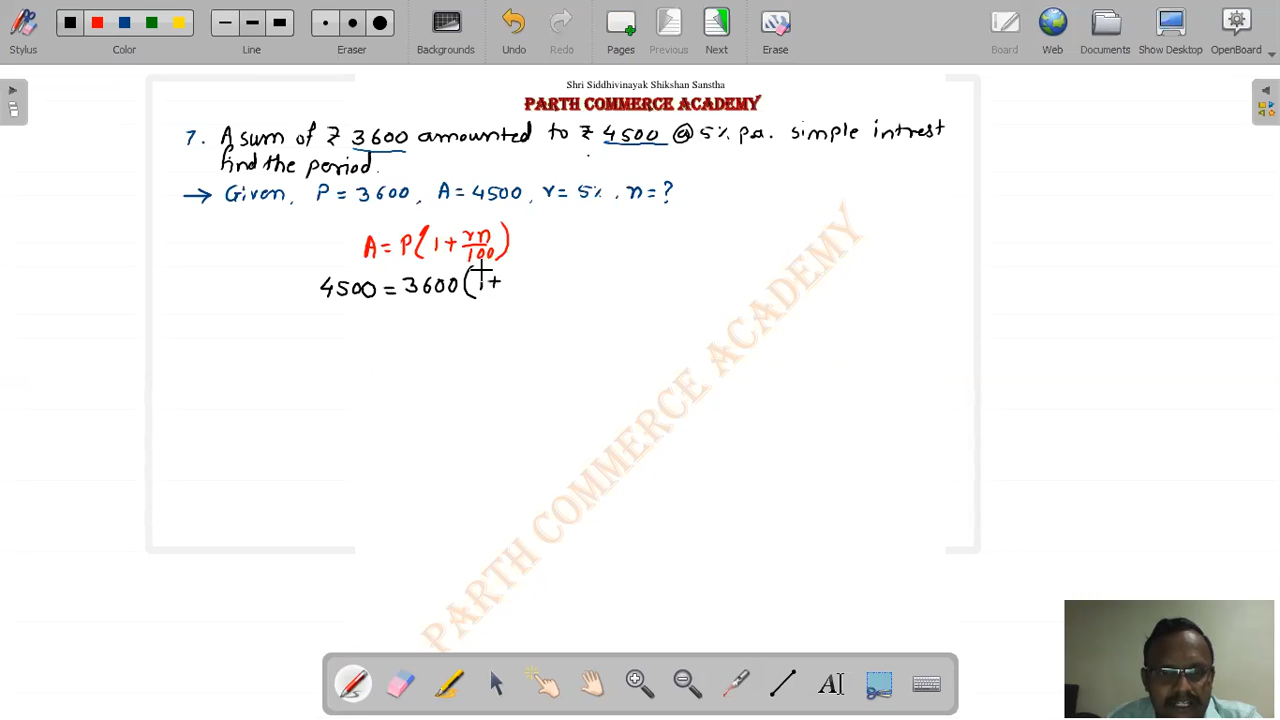 Stylus Color Line Eraser Backgrounds Undo Redo Pages Previous Next Erase Board Web Documents Show Desktop OpenBoard
Shri Siddhivinayak Shikshan Sanstha
PARTH COMMERCE ACADEMY
7. A sum of ₹ 3600 amounted to ₹ 4500 @ 5% p.a. simple intrest
find the period.
→ Given, P = 3600, A = 4500, r = 5%, n = ?
A = P(1 + rn/100)
4500 = 3600(1+
PARTH COMMERCE ACADEMY